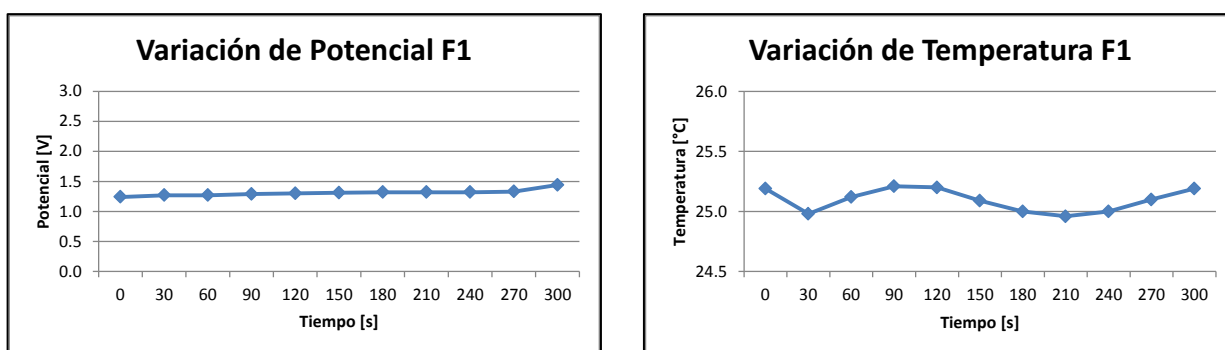 Variación de Potencial F1
3.0
2.5
2.0
1.5
1.0
0.5
0.0
Potencial [V]
0 30 60 90 120 150 180 210 240 270 300
Tiempo [s]
Variación de Temperatura F1
26.0
25.5
25.0
24.5
Temperatura [°C]
0 30 60 90 120 150 180 210 240 270 300
Tiempo [s]